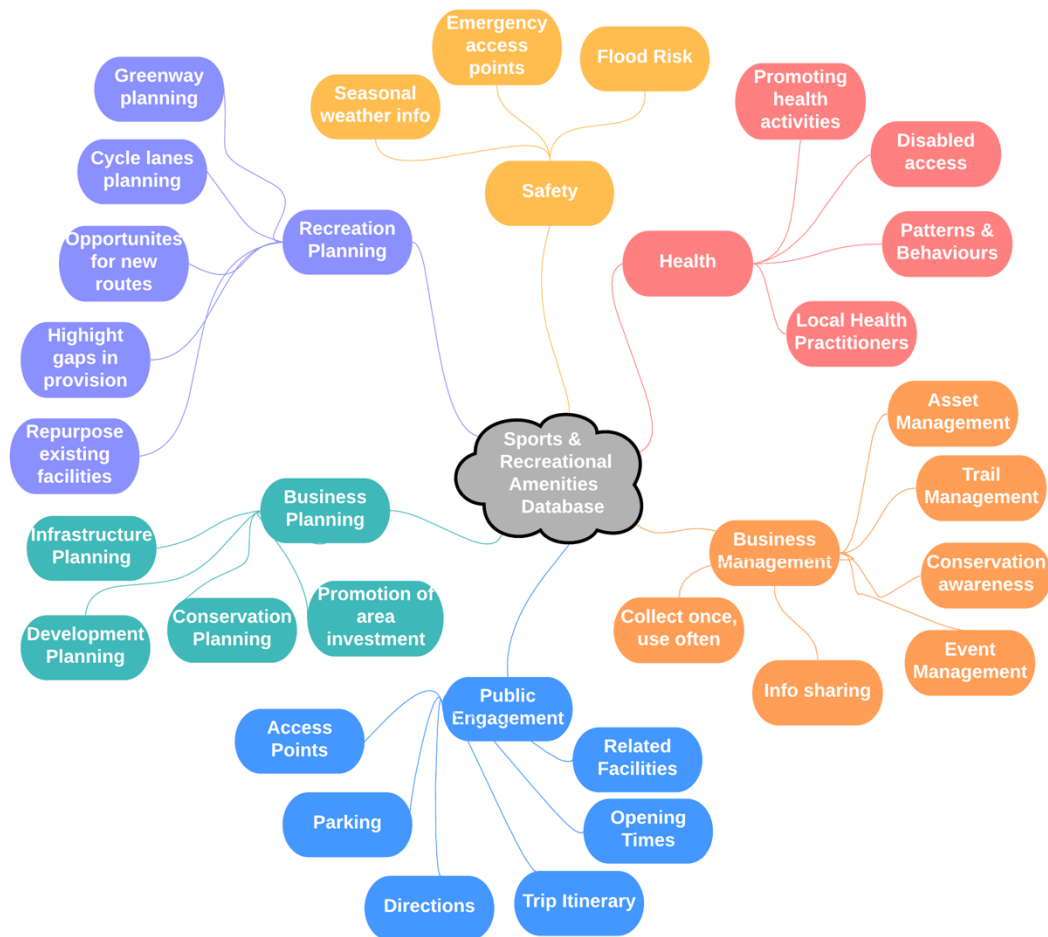 Emergency
access
points
Flood Risk
Seasonal
weather info
Safety
Greenway
planning
Cycle lanes
planning
Opportunites
for new
routes
Highight
gaps in
provision
Repurpose
existing
facilities
Recreation
Planning
Promoting
health
activities
Disabled
access
Patterns &
Behaviours
Local Health
Practitioners
Health
Sports &
Recreational
Amenities
Database
Business
Planning
Infrastructure
Planning
Development
Planning
Conservation
Planning
Promotion of
area
investment
Business
Management
Asset
Management
Trail
Management
Conservation
awareness
Event
Management
Info sharing
Collect once,
use often
Public
Engagement
Access
Points
Parking
Directions
Trip Itinerary
Opening
Times
Related
Facilities